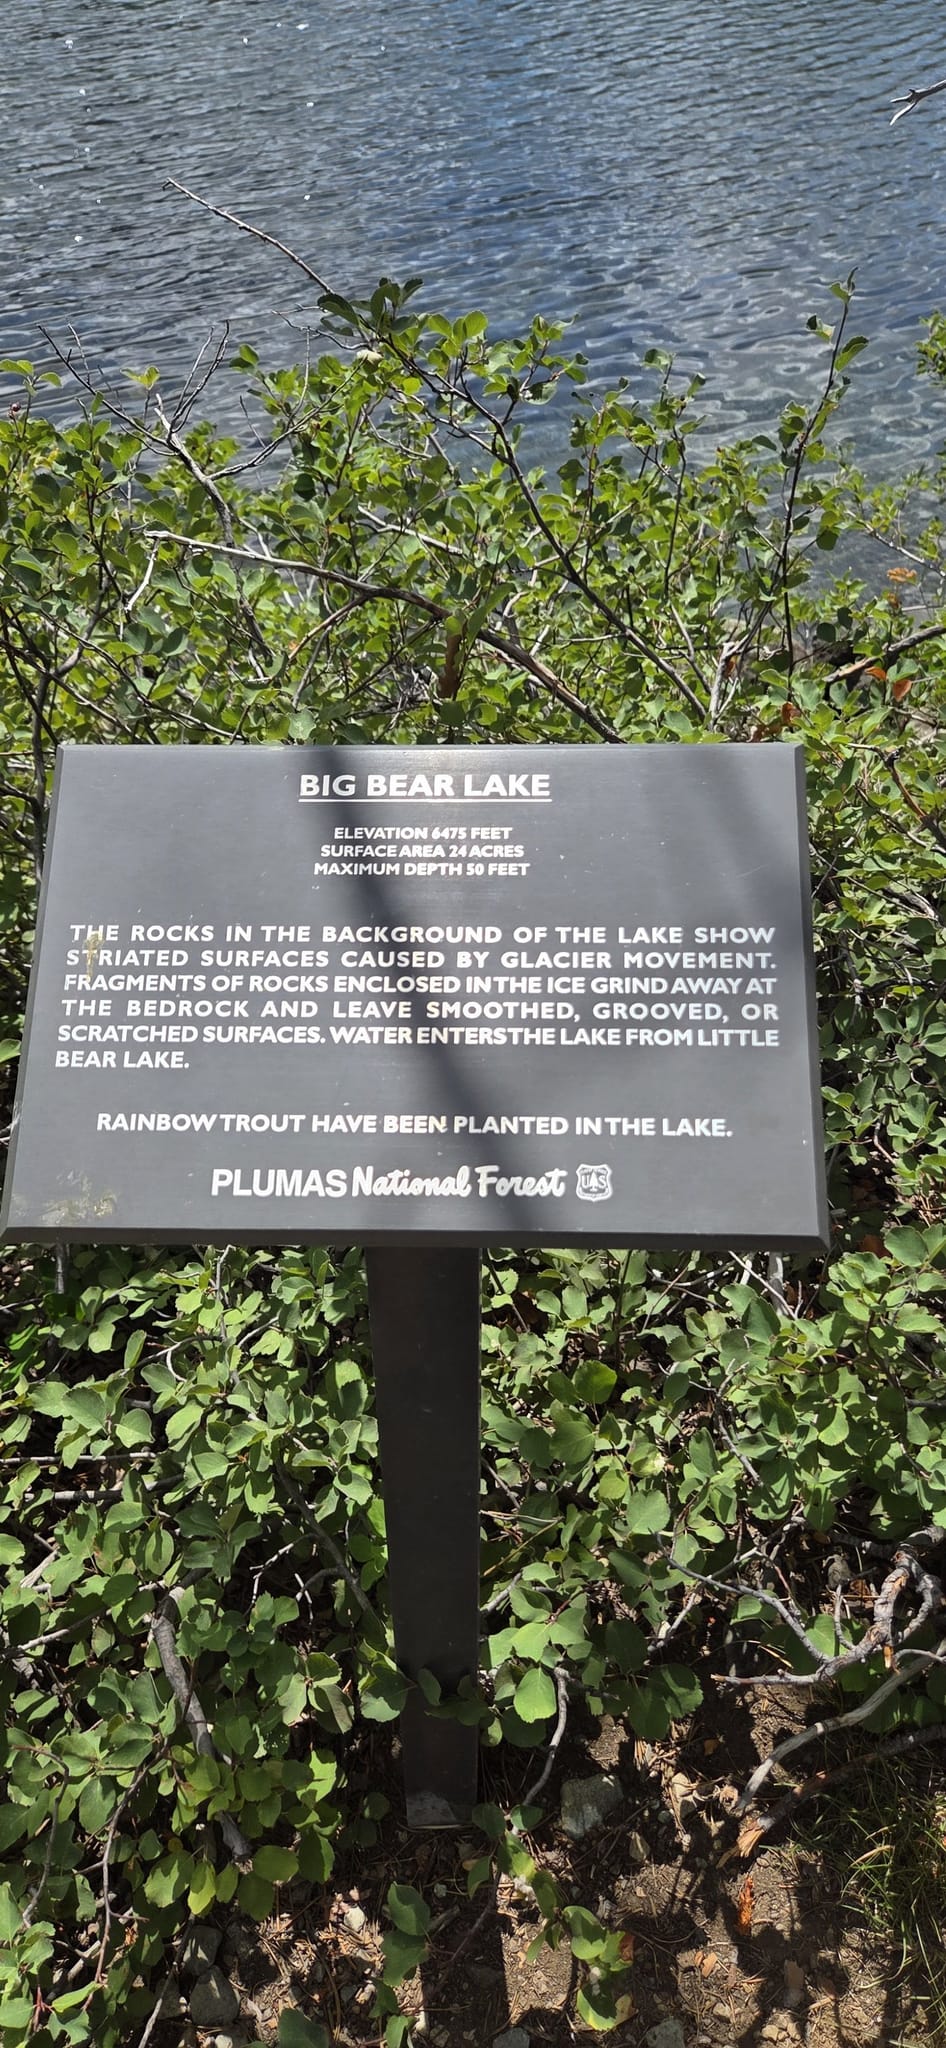 BIG BEAR LAKE
ELEVATION 6475 FEET
SURFACE AREA 24 ACRES
MAXIMUM DEPTH 50 FEET
THE ROCKS IN THE BACKGROUND OF THE LAKE SHOW
STRIATED SURFACES CAUSED BY GLACIER MOVEMENT.
FRAGMENTS OF ROCKS ENCLOSED IN THE ICE GRIND AWAY AT
THE BEDROCK AND LEAVE SMOOTHED, GROOVED, OR
SCRATCHED SURFACES. WATER ENTERS THE LAKE FROM LITTLE
BEAR LAKE.
RAINBOW TROUT HAVE BEEN PLANTED IN THE LAKE.
PLUMAS National Forest U S